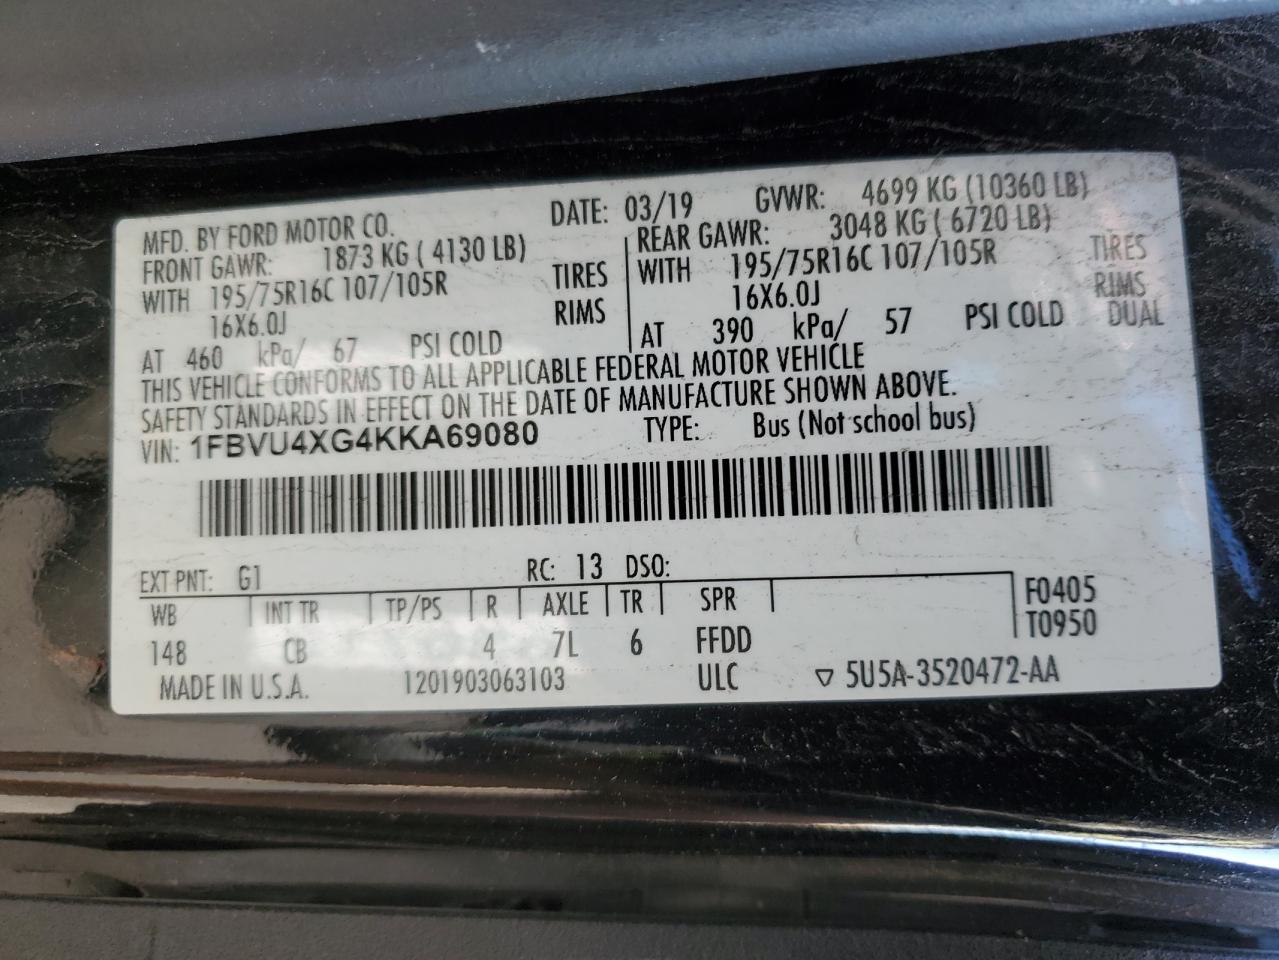 MFD. BY FORD MOTOR CO. DATE: 03/19 GVWR: 4699 KG (10360 LB)
FRONT GAWR: 1873 KG ( 4130 LB) REAR GAWR: 3048 KG ( 6720 LB)
WITH 195/75R16C 107/105R TIRES WITH 195/75R16C 107/105R TIRES
16X6.0J RIMS 16X6.0J RIMS
AT 460 kPa/ 67 PSI COLD AT 390 kPa/ 57 PSI COLD DUAL
THIS VEHICLE CONFORMS TO ALL APPLICABLE FEDERAL MOTOR VEHICLE
SAFETY STANDARDS IN EFFECT ON THE DATE OF MANUFACTURE SHOWN ABOVE.
VIN: 1FBVU4XG4KKA69080 TYPE: Bus (Not school bus)
EXT PNT: G1 RC: 13 DSO:
WB INT TR TP/PS R AXLE TR SPR F0405
148 CB 4 7L 6 FFDD T0950
MADE IN U.S.A. 1201903063103 ULC ▽ 5U5A-3520472-AA